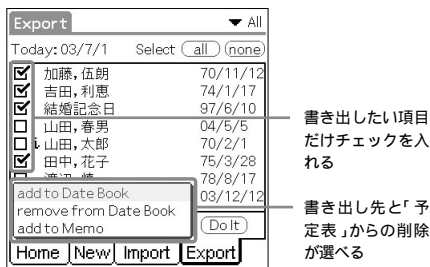 Export
▼ All
Today: 03/7/1 Select all none
加藤,伍朗 70/11/12
吉田,利恵 74/1/17
結婚記念日 97/6/10
山田,春男 04/5/5
山田,太郎 70/2/1
田中,花子 75/3/28
78/8/17
add to Date Book 03/12/12
remove from Date Book
add to Memo Do It
Home New Import Export
書き出したい項目
だけチェックを入
れる
書き出し先と「予
定表」からの削除
が選べる